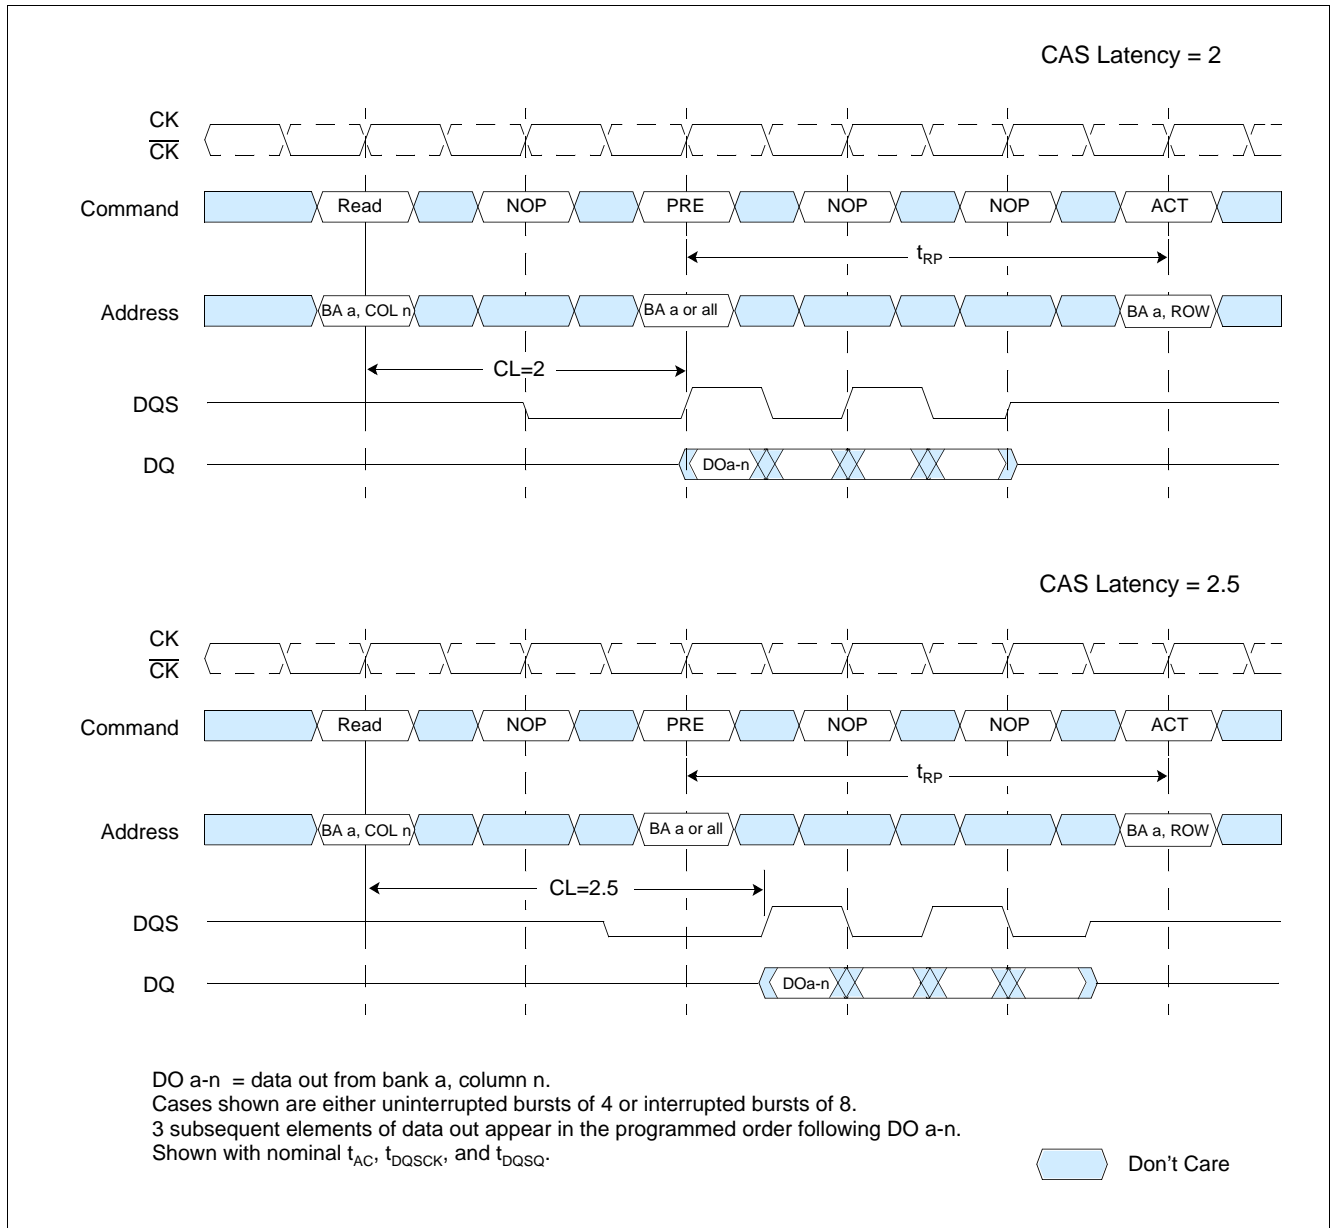 CAS Latency = 2
CK
CK
Command Read NOP PRE NOP NOP ACT
tRP
Address BA a, COL n BA a or all BA a, ROW
CL=2
DQS
DQ DOa-n
CAS Latency = 2.5
CK
CK
Command Read NOP PRE NOP NOP ACT
tRP
Address BA a, COL n BA a or all BA a, ROW
CL=2.5
DQS
DQ DOa-n
DO a-n = data out from bank a, column n.
Cases shown are either uninterrupted bursts of 4 or interrupted bursts of 8.
3 subsequent elements of data out appear in the programmed order following DO a-n.
Shown with nominal tAC, tDQSCK, and tDQSQ.
Don't Care